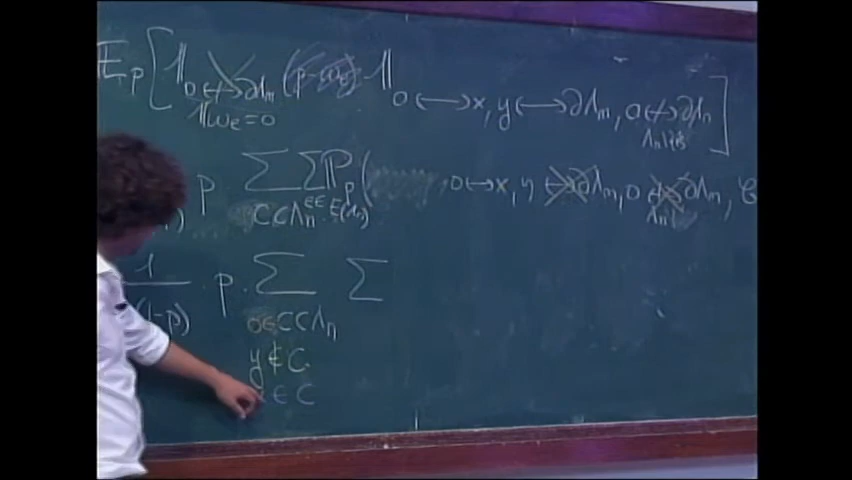 E_p[ 1_{0 ↮ ∂Λ_n} (p-ω_e) 1_{0 ⟷ x, y ⟷ ∂Λ_n, 0 ↮ ∂Λ_n} ]
1_{ω_e = 0}
p Σ Σ P_p( 0 ⟷ x, y ⟷ ∂Λ_n, 0 ⟷ ∂Λ_n, C
C ⊂ Λ_n e ∈ E(Λ_n)
1/(1-p) · p · Σ Σ
0 ∈ C ⊂ Λ_n
y ∉ C
∈ C